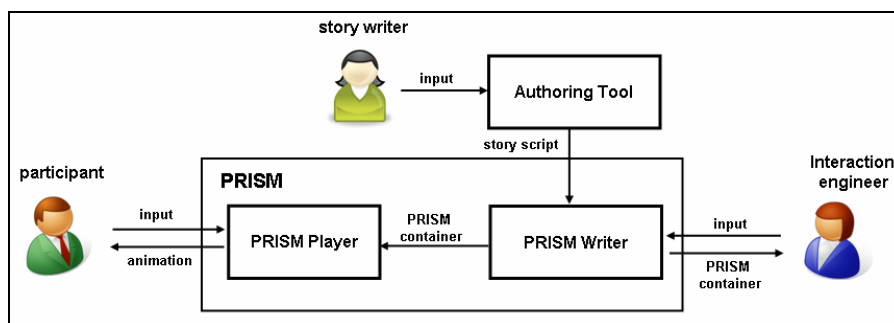 story writer
input
Authoring Tool
story script
participant
PRISM
Interaction
engineer
input
PRISM Player
animation
PRISM
container
PRISM Writer
input
PRISM
container